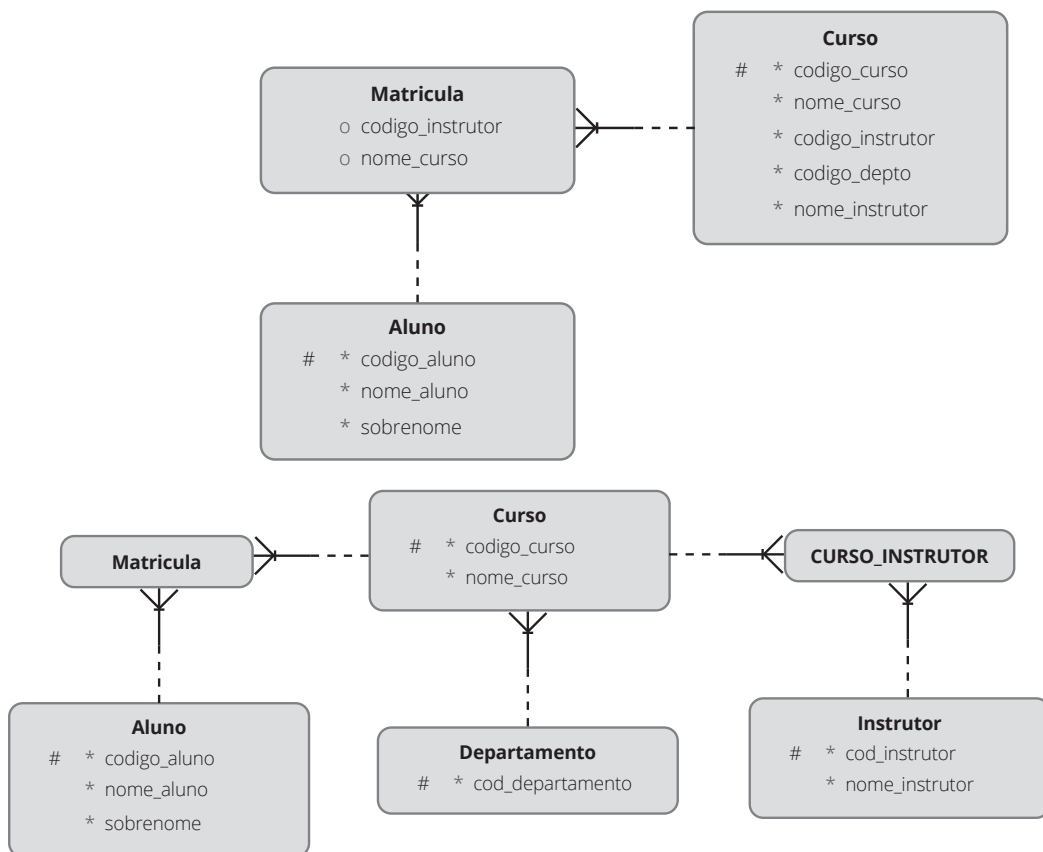 Curso
# * codigo_curso
* nome_curso
* codigo_instrutor
* codigo_depto
* nome_instrutor
Matricula
o codigo_instrutor
o nome_curso
Aluno
# * codigo_aluno
* nome_aluno
* sobrenome
Curso
# * codigo_curso
* nome_curso
Matricula
CURSO_INSTRUTOR
Aluno
# * codigo_aluno
* nome_aluno
* sobrenome
Departamento
# * cod_departamento
Instrutor
# * cod_instrutor
* nome_instrutor